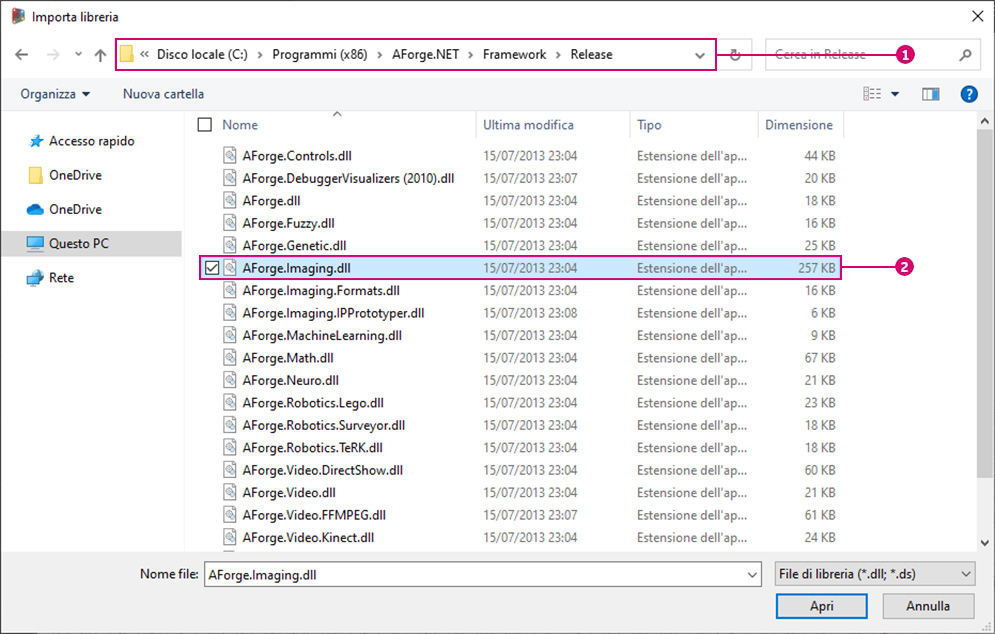 Importa libreria
« Disco locale (C:) › Programmi (x86) › AForge.NET › Framework › Release
Cerca in Release
1
Organizza
Nuova cartella
?
Nome Ultima modifica Tipo Dimensione
Accesso rapido
OneDrive
OneDrive
Questo PC
Rete
AForge.Controls.dll 15/07/2013 23:04 Estensione dell'ap... 44 KB
AForge.DebuggerVisualizers (2010).dll 15/07/2013 23:07 Estensione dell'ap... 20 KB
AForge.dll 15/07/2013 23:04 Estensione dell'ap... 18 KB
AForge.Fuzzy.dll 15/07/2013 23:04 Estensione dell'ap... 16 KB
AForge.Genetic.dll 15/07/2013 23:04 Estensione dell'ap... 25 KB
AForge.Imaging.dll 15/07/2013 23:04 Estensione dell'ap... 257 KB
2
AForge.Imaging.Formats.dll 15/07/2013 23:04 Estensione dell'ap... 16 KB
AForge.Imaging.IPPrototyper.dll 15/07/2013 23:08 Estensione dell'ap... 6 KB
AForge.MachineLearning.dll 15/07/2013 23:04 Estensione dell'ap... 9 KB
AForge.Math.dll 15/07/2013 23:04 Estensione dell'ap... 67 KB
AForge.Neuro.dll 15/07/2013 23:04 Estensione dell'ap... 21 KB
AForge.Robotics.Lego.dll 15/07/2013 23:04 Estensione dell'ap... 23 KB
AForge.Robotics.Surveyor.dll 15/07/2013 23:04 Estensione dell'ap... 18 KB
AForge.Robotics.TeRK.dll 15/07/2013 23:04 Estensione dell'ap... 18 KB
AForge.Video.DirectShow.dll 15/07/2013 23:04 Estensione dell'ap... 60 KB
AForge.Video.dll 15/07/2013 23:04 Estensione dell'ap... 21 KB
AForge.Video.FFMPEG.dll 15/07/2013 23:07 Estensione dell'ap... 61 KB
AForge.Video.Kinect.dll 15/07/2013 23:04 Estensione dell'ap... 24 KB
Nome file: AForge.Imaging.dll
File di libreria (*.dll; *.ds)
Apri
Annulla